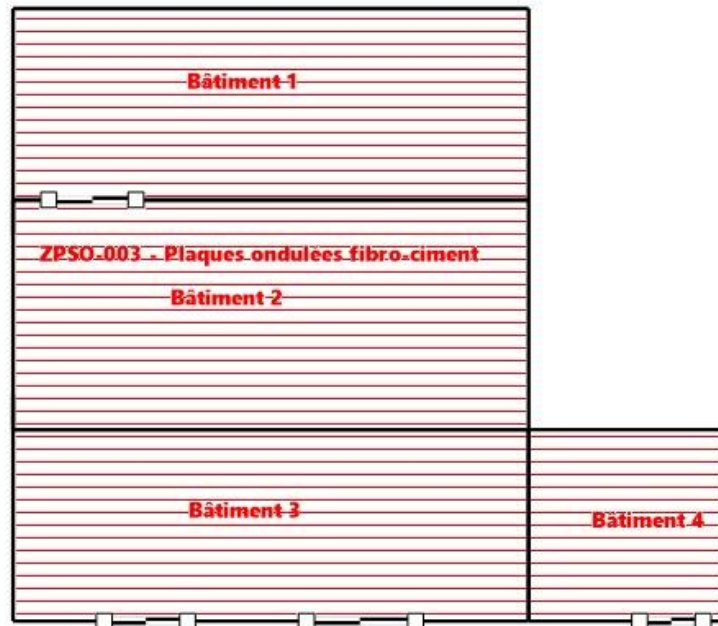 Bâtiment 1
ZPSO-003 - Plaques ondulées fibro-ciment
Bâtiment 2
Bâtiment 3
Bâtiment 4